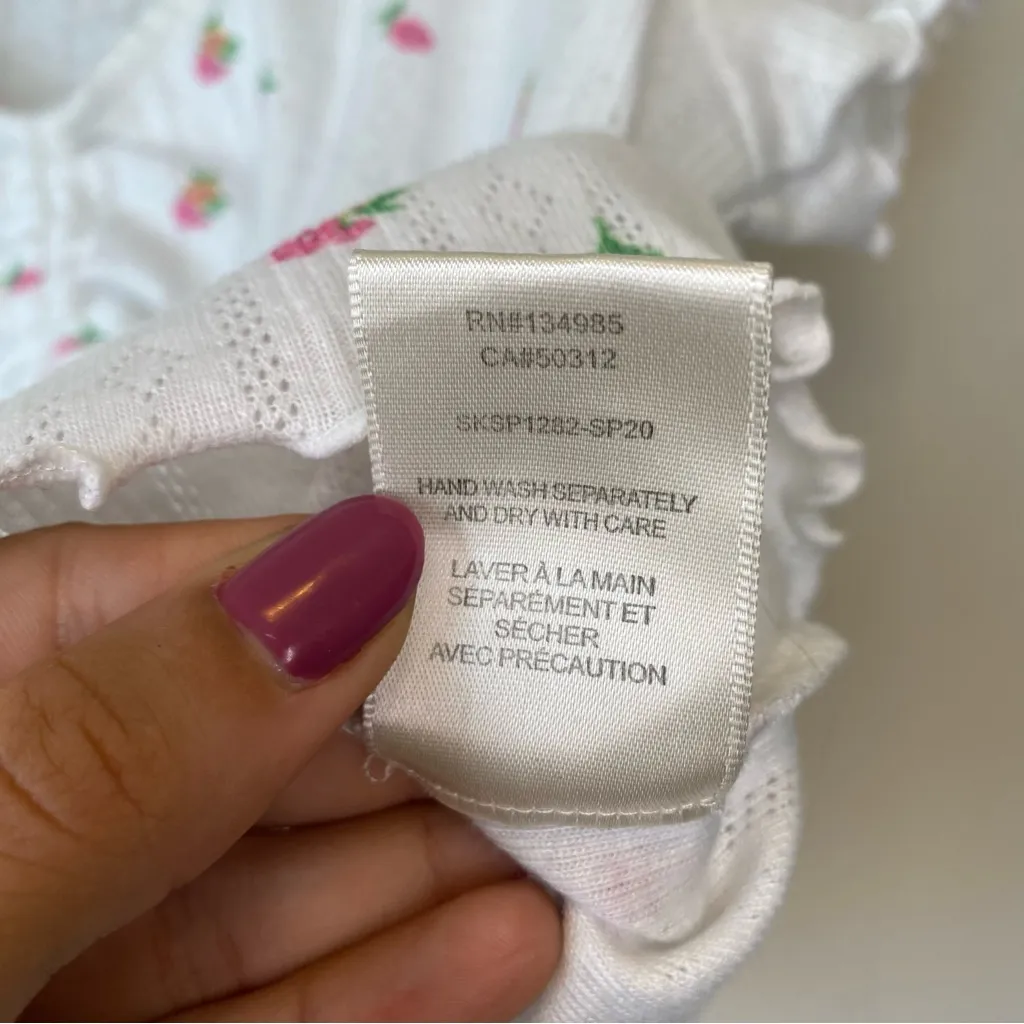 RN#134985
CA#50312
SKSP1282-SP20
HAND WASH SEPARATELY
AND DRY WITH CARE
LAVER À LA MAIN
SÉPARÉMENT ET
SÉCHER
AVEC PRÉCAUTION